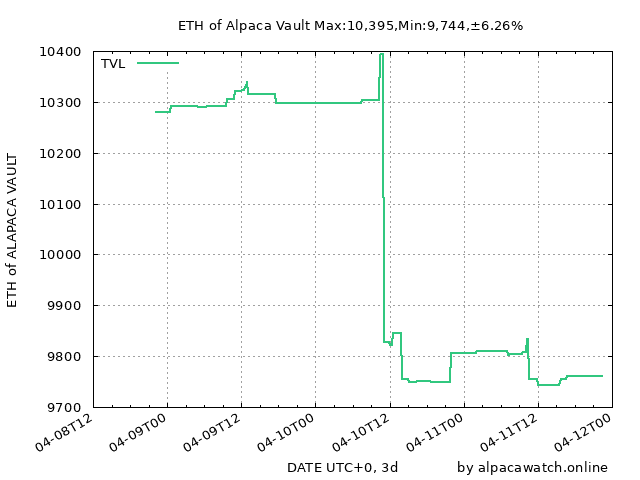 ETH of Alpaca Vault Max:10,395,Min:9,744,±6.26%
TVL
10400
10300
10200
10100
10000
9900
9800
9700
ETH of ALAPACA VAULT
04-08T12
04-09T00
04-09T12
04-10T00
04-10T12
04-11T00
04-11T12
04-12T00
DATE UTC+0, 3d
by alpacawatch.online